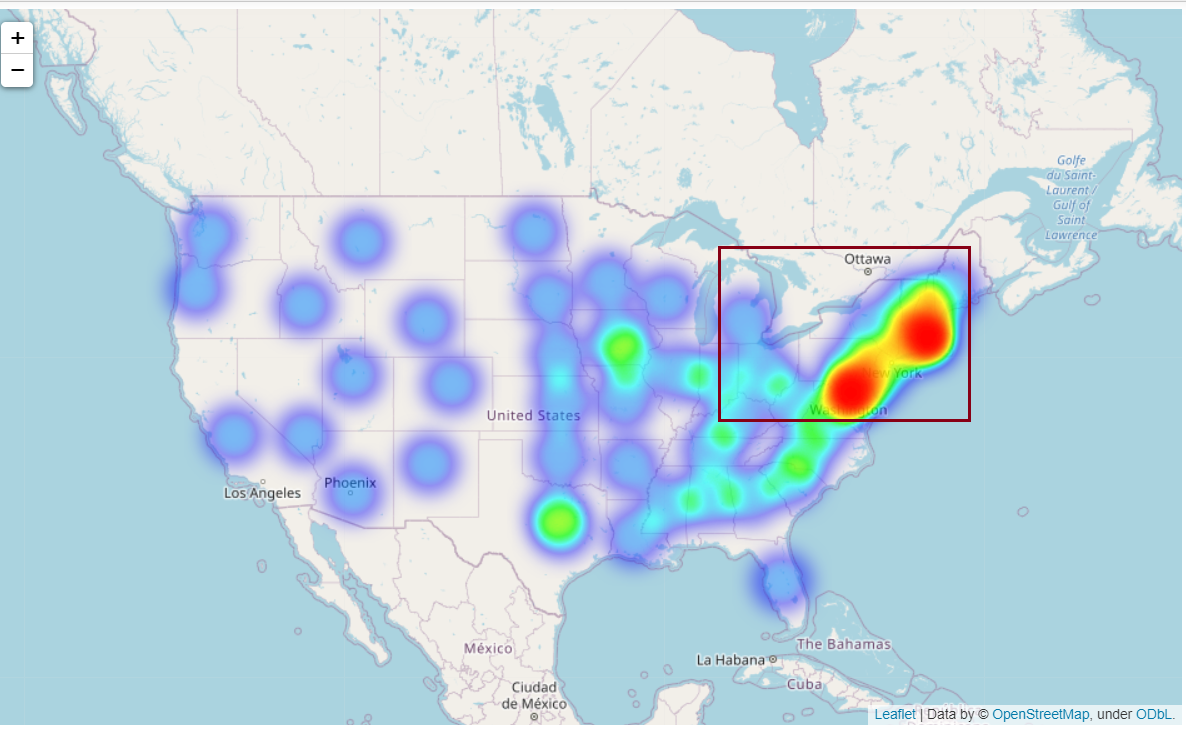 +
−
Ottawa
Golfe
du Saint-
Laurent /
Gulf of
Saint
Lawrence
New York
Washington
United States
Phoenix
Los Angeles
The Bahamas
México
La Habana
Cuba
Ciudad
de México
Leaflet | Data by © OpenStreetMap, under ODbL.